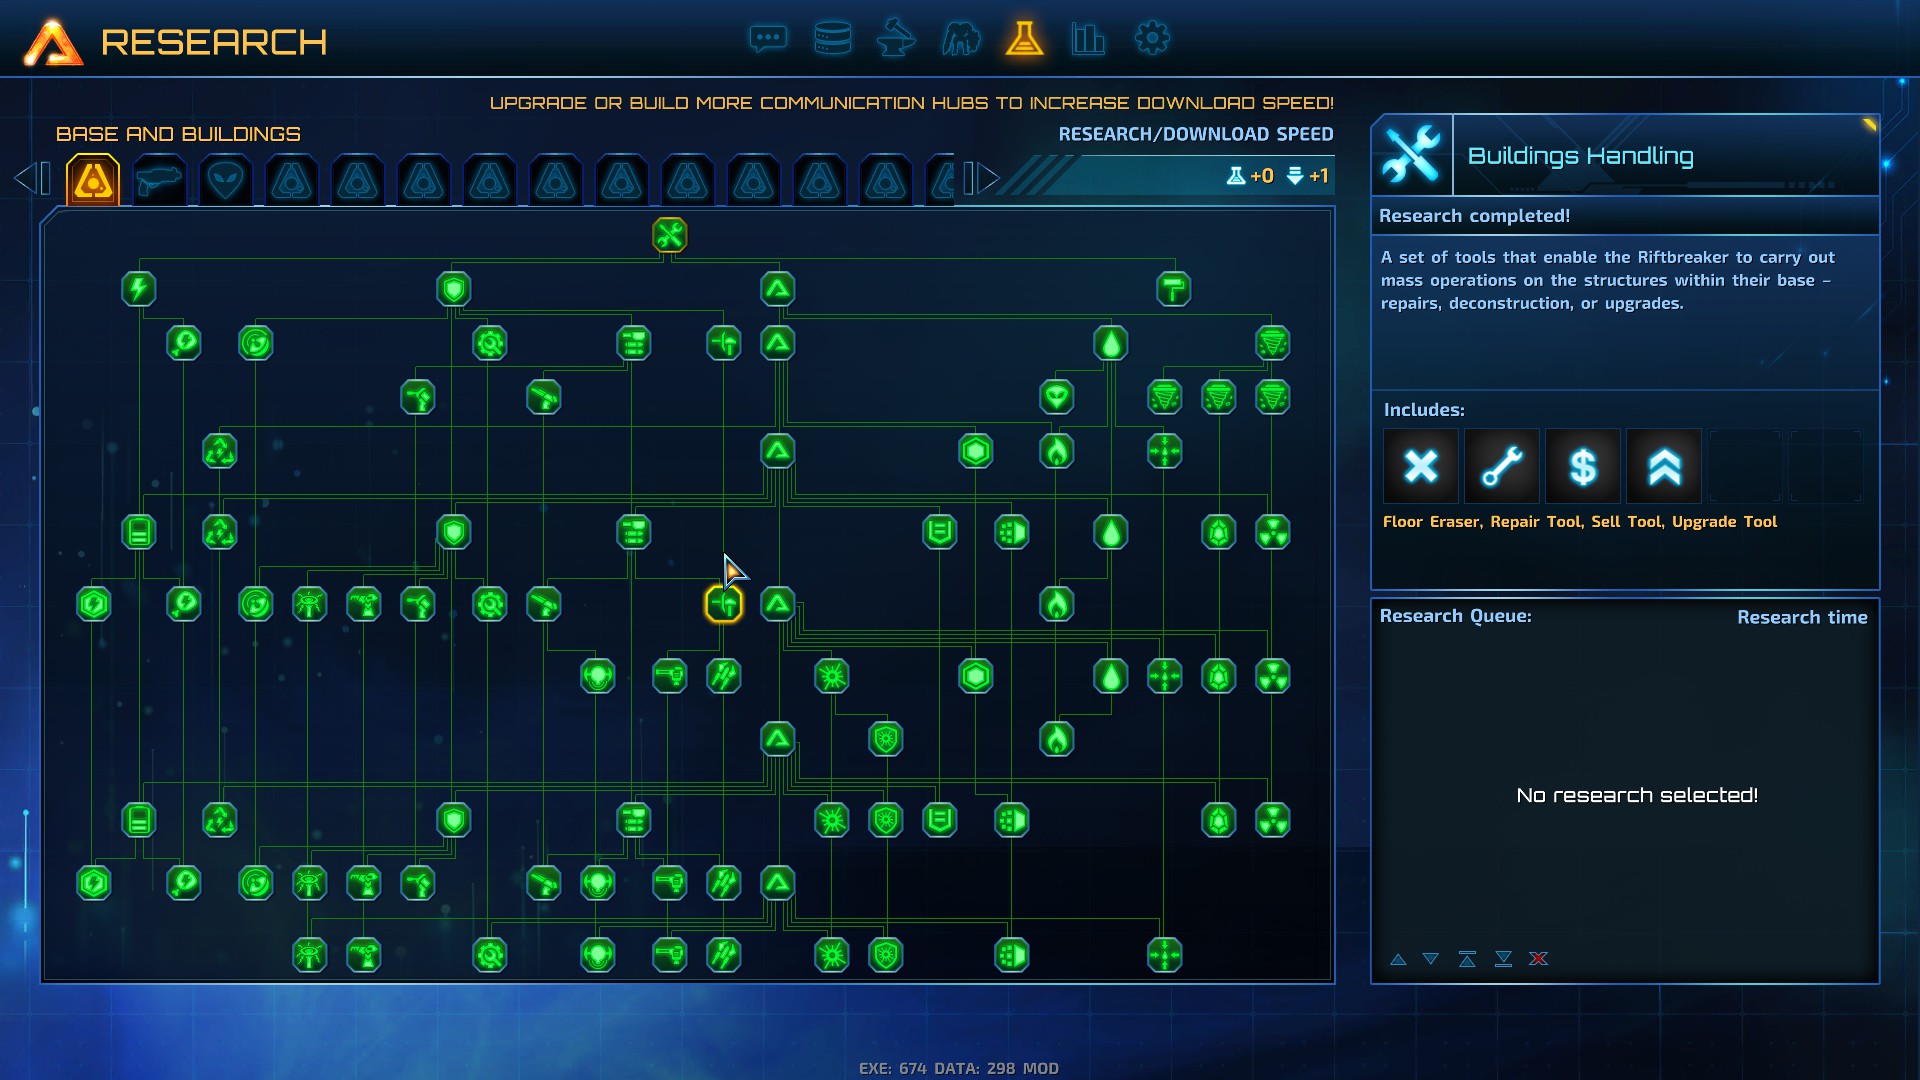 RESEARCH
UPGRADE OR BUILD MORE COMMUNICATION HUBS TO INCREASE DOWNLOAD SPEED!
BASE AND BUILDINGS
RESEARCH/DOWNLOAD SPEED
+0 +1
Buildings Handling
Research completed!
A set of tools that enable the Riftbreaker to carry out
mass operations on the structures within their base –
repairs, deconstruction, or upgrades.
Includes:
Floor Eraser, Repair Tool, Sell Tool, Upgrade Tool
Research Queue:
Research time
No research selected!
EXE: 674 DATA: 298 MOD